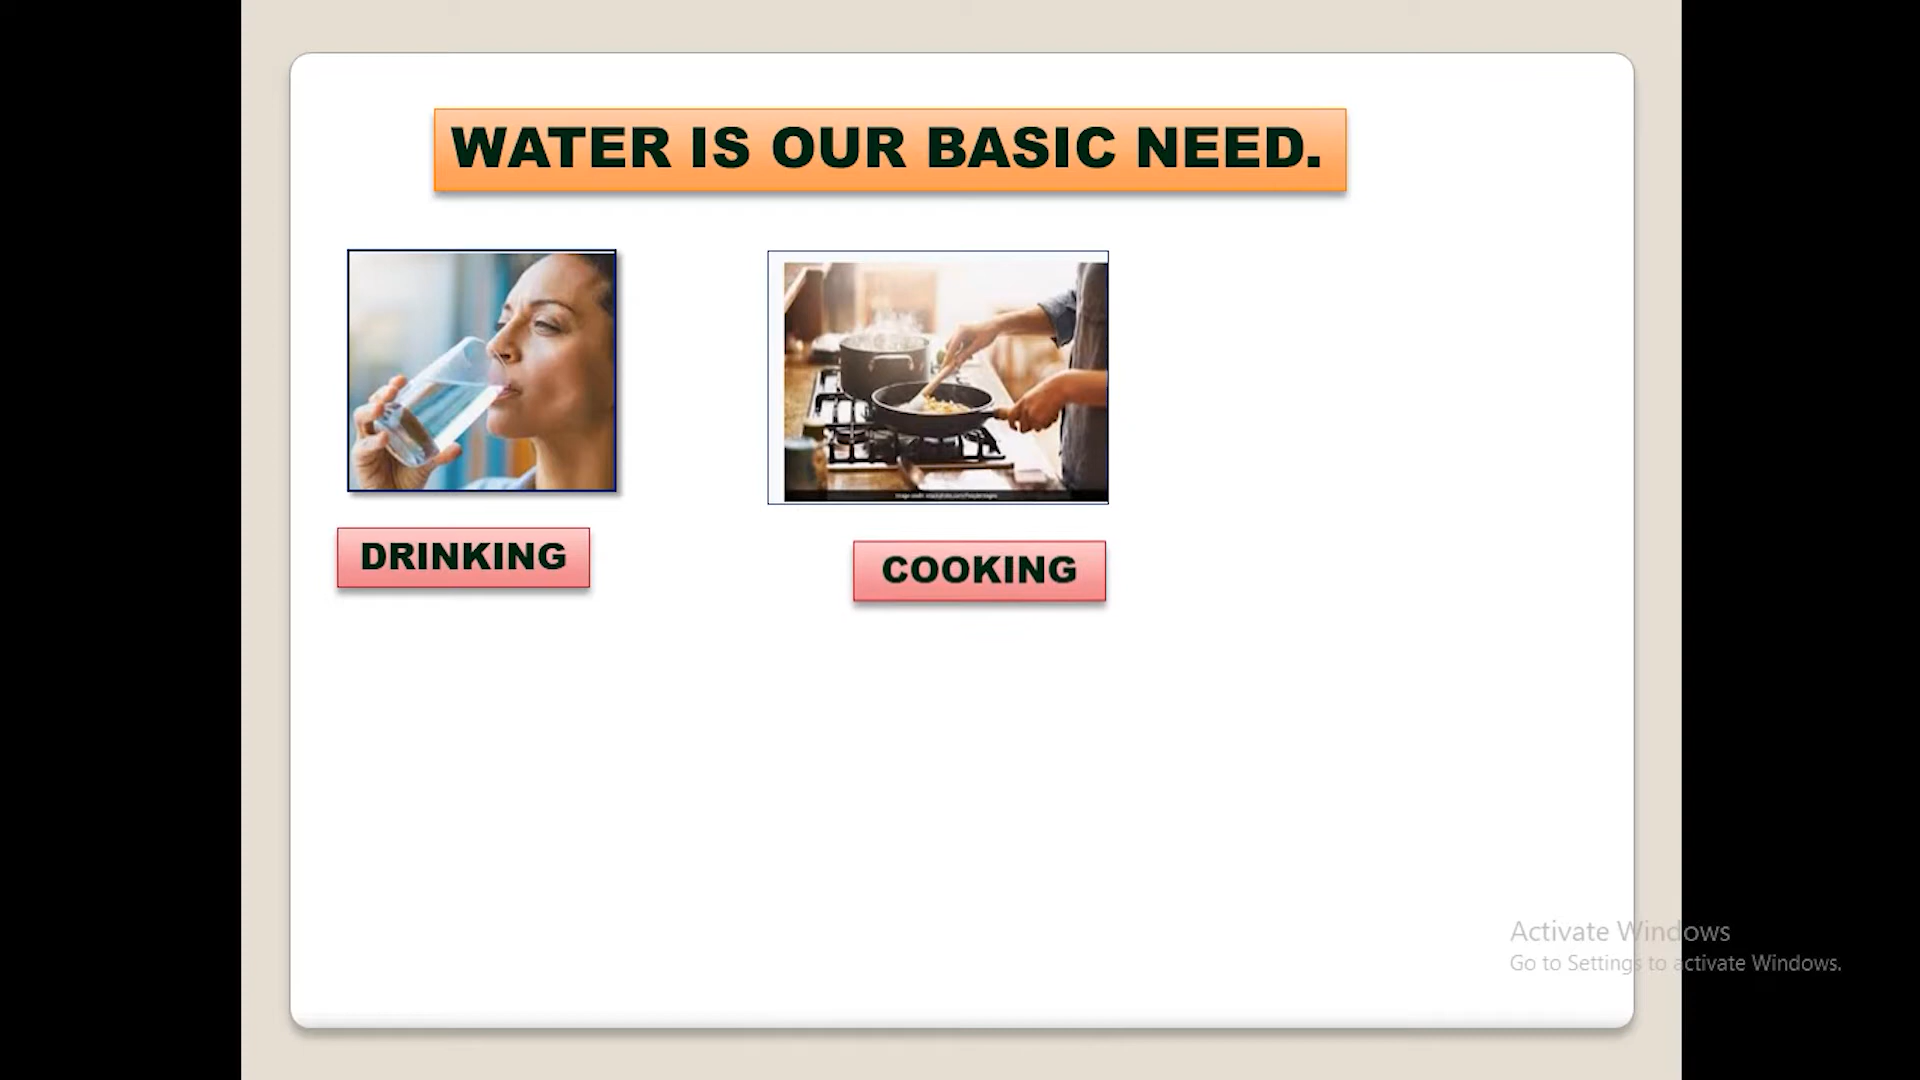 WATER IS OUR BASIC NEED.
DRINKING
COOKING
Activate Windows
Go to Settings to activate Windows.